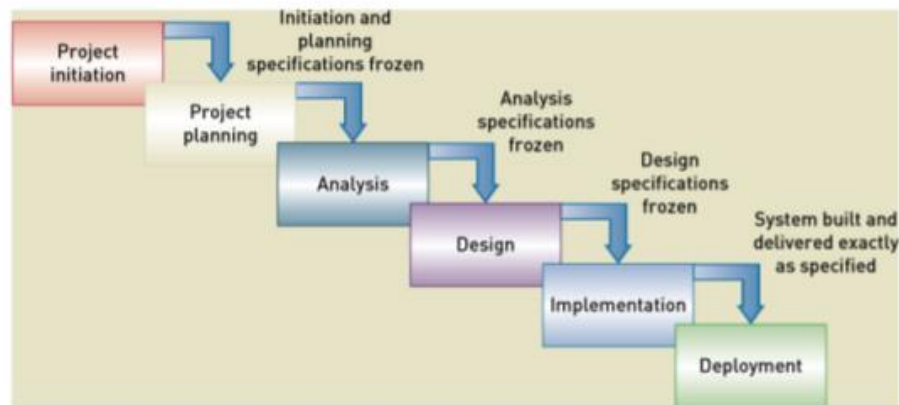 Project
initiation
Initiation and
planning
specifications frozen
Project
planning
Analysis
specifications
frozen
Analysis
Design
specifications
frozen
Design
System built and
delivered exactly
as specified
Implementation
Deployment